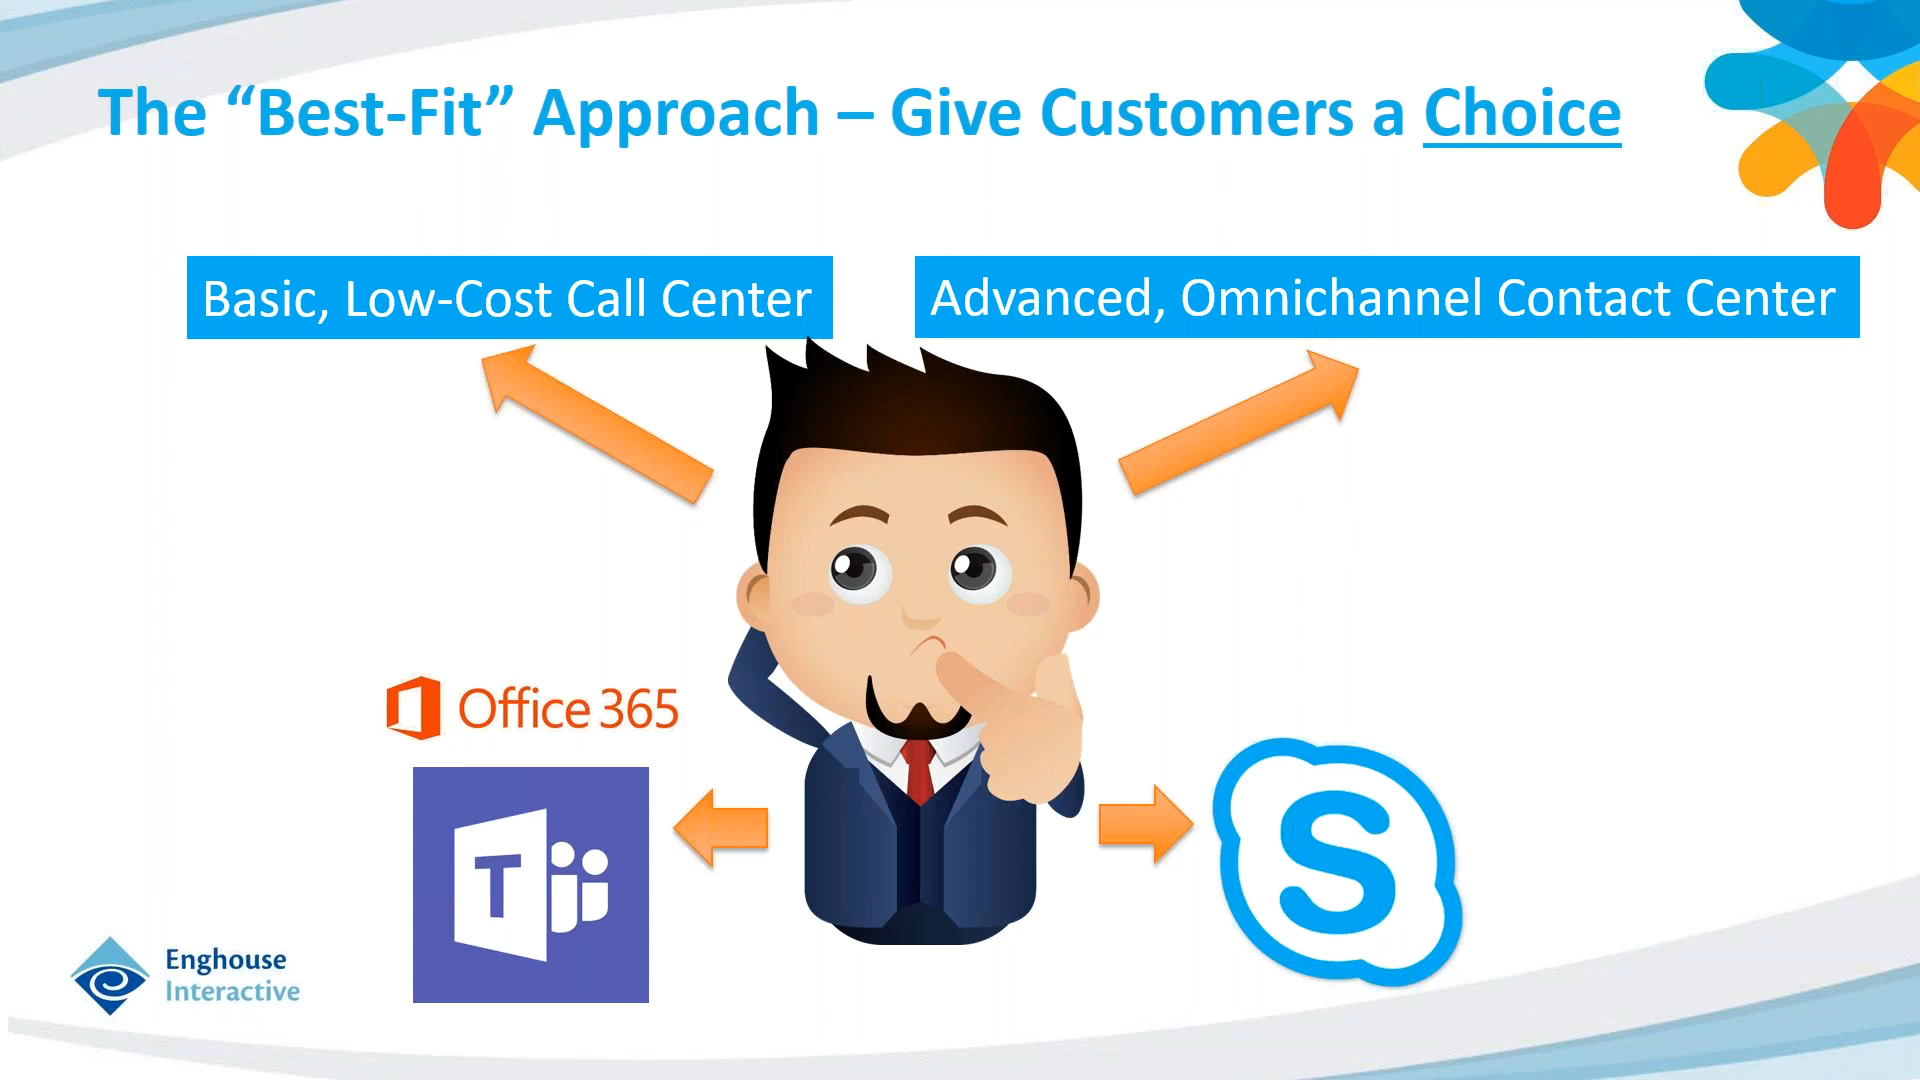 The “Best-Fit” Approach – Give Customers a Choice
Basic, Low-Cost Call Center
Advanced, Omnichannel Contact Center
Office 365
T
S
Enghouse
Interactive